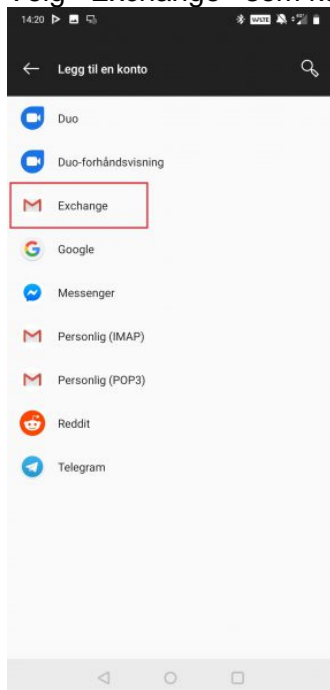 14:20
Legg til en konto
Duo
Duo-forhåndsvisning
Exchange
Google
Messenger
Personlig (IMAP)
Personlig (POP3)
Reddit
Telegram